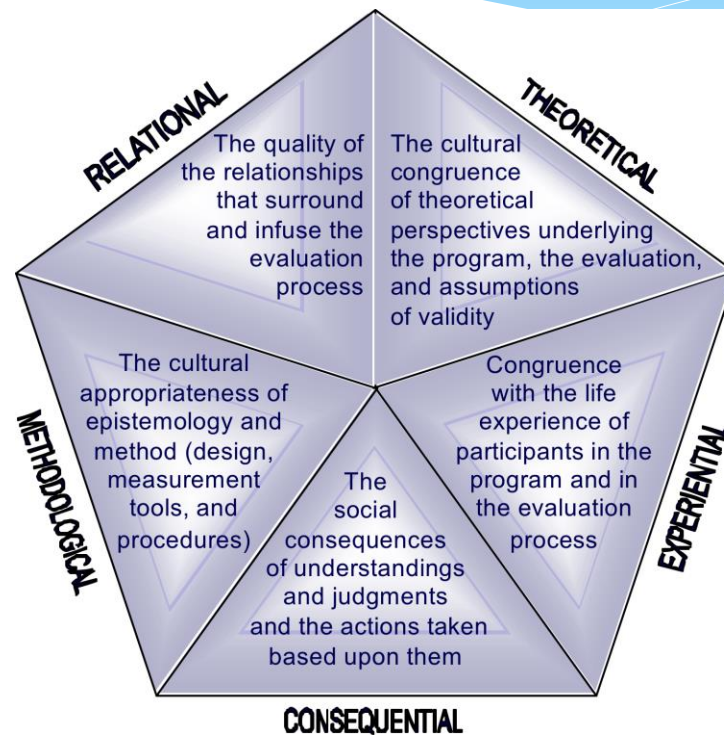 RELATIONAL
The quality of
the relationships
that surround
and infuse the
evaluation
process
THEORETICAL
The cultural
congruence
of theoretical
perspectives underlying
the program, the evaluation,
and assumptions
of validity
METHODOLOGICAL
The cultural
appropriateness of
epistemology and
method (design,
measurement
tools, and
procedures)
EXPERIENTIAL
Congruence
with the life
experience of
participants in the
program and in
the evaluation
process
The
social
consequences
of understandings
and judgments
and the actions taken
based upon them
CONSEQUENTIAL